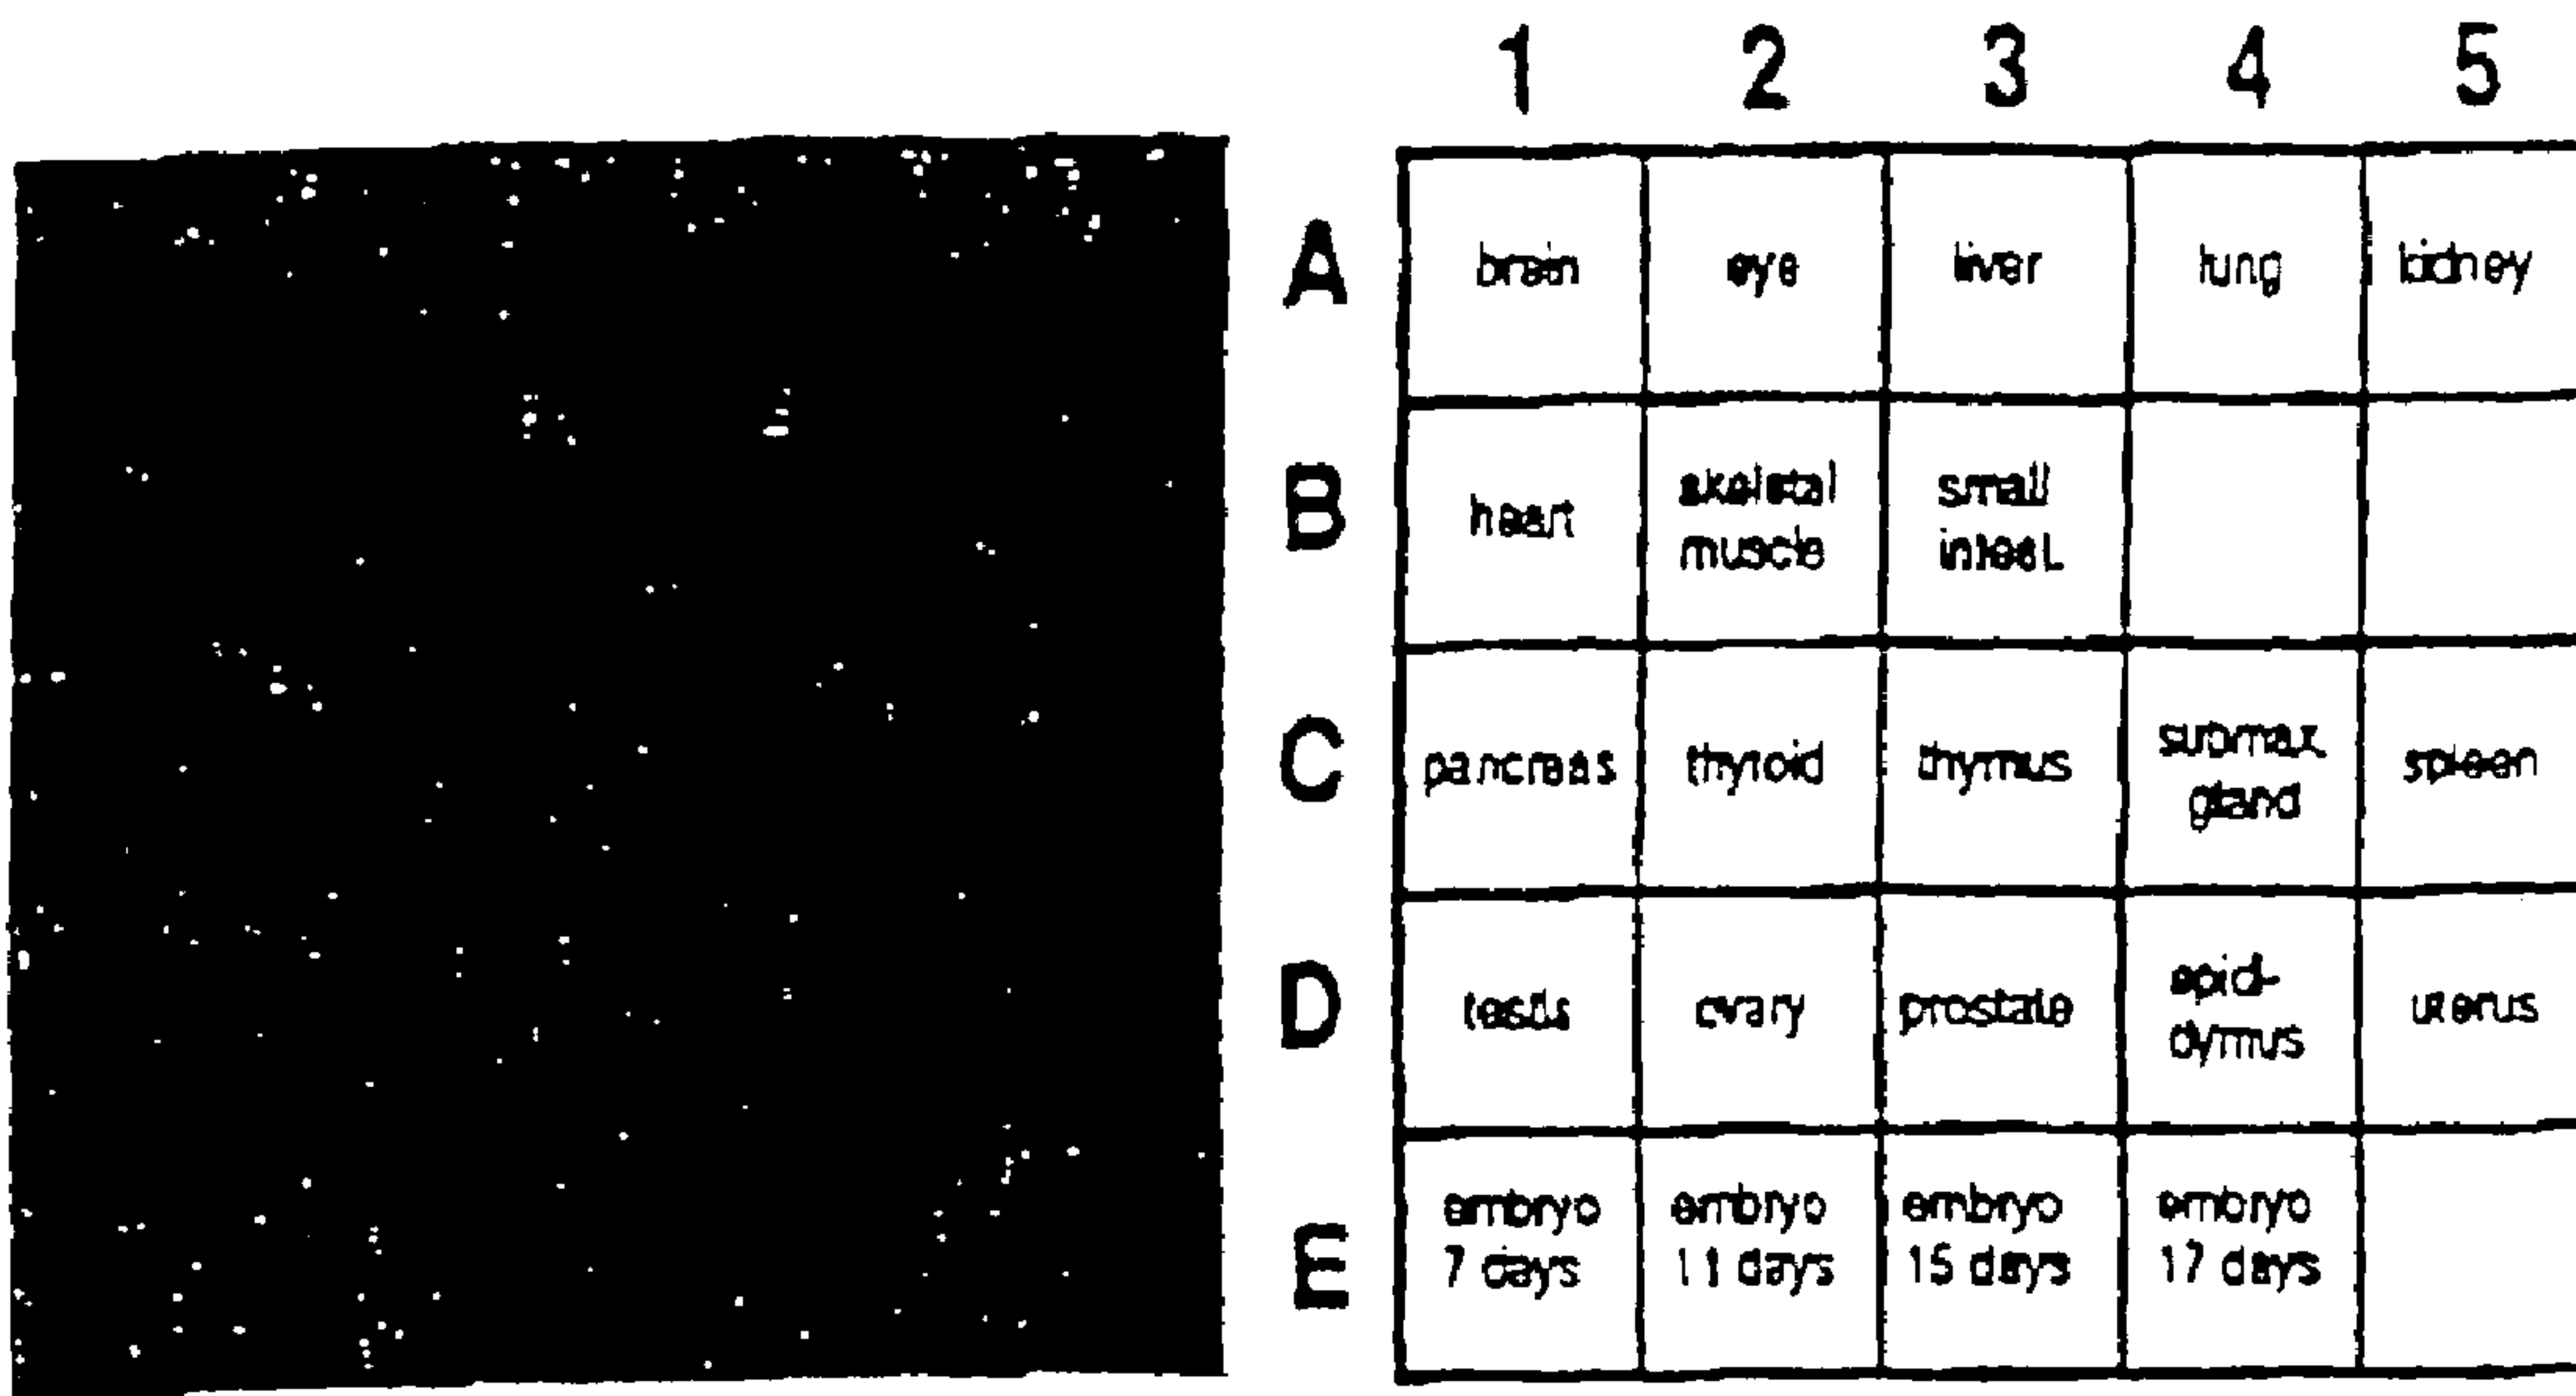 1 2 3 4 5
A brain eye liver lung kidney
B heart skeletal muscle small intest.
C pancreas thyroid thymus submax gland spleen
D testis ovary prostate epid-dymus uterus
E embryo 7 days embryo 11 days embryo 15 days embryo 17 days